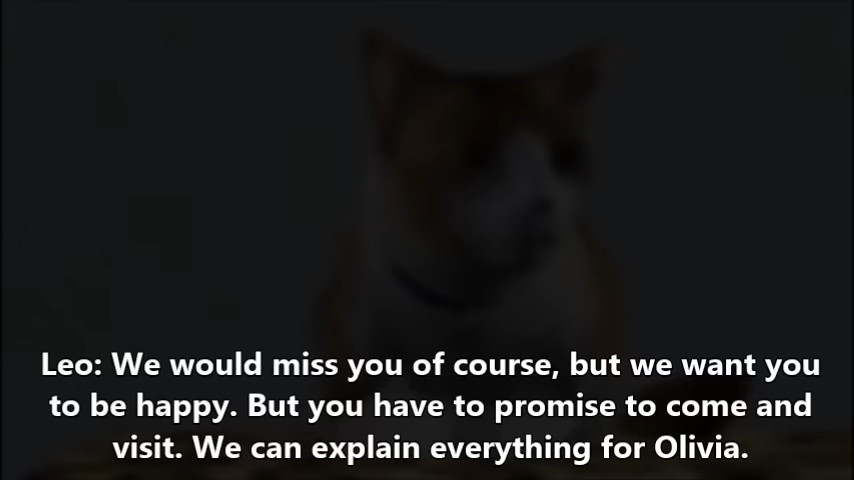 Leo: We would miss you of course, but we want you
to be happy. But you have to promise to come and
visit. We can explain everything for Olivia.